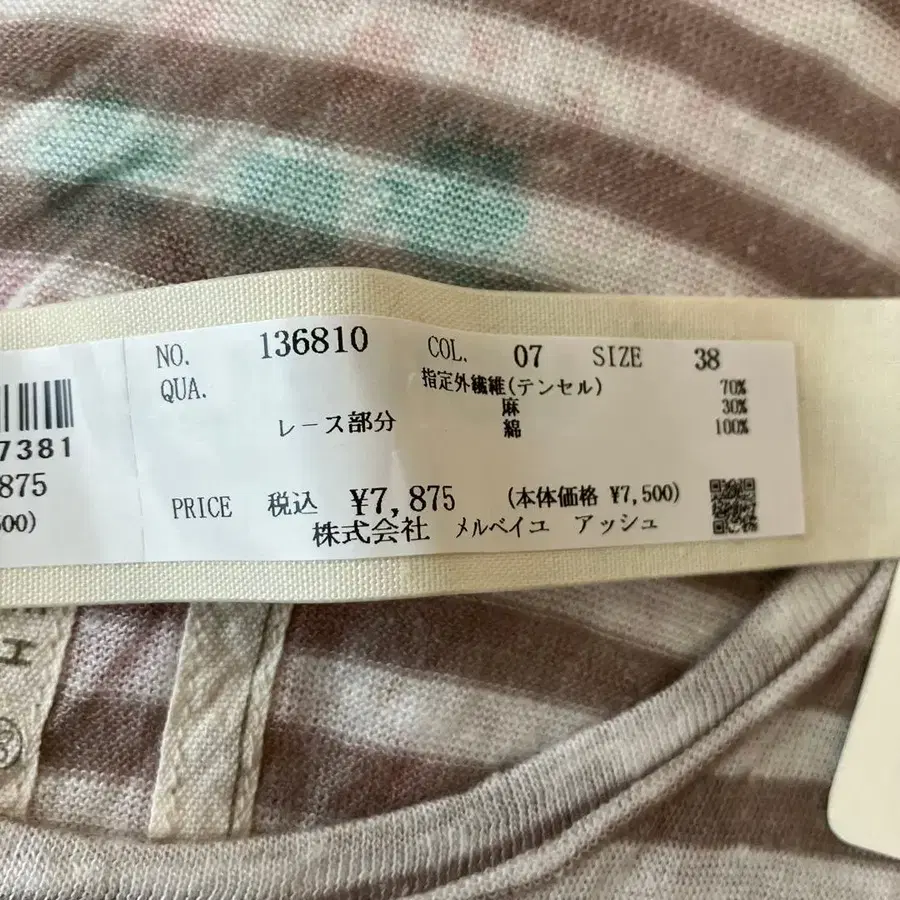 NO. 136810 COL. 07 SIZE 38
QUA. 指定外繊維(テンセル) 70%
麻 30%
レース部分 綿 100%
7381
875
500)
PRICE 税込 ¥7,875 (本体価格 ¥7,500)
株式会社 メルベイユ アッシュ
H
®